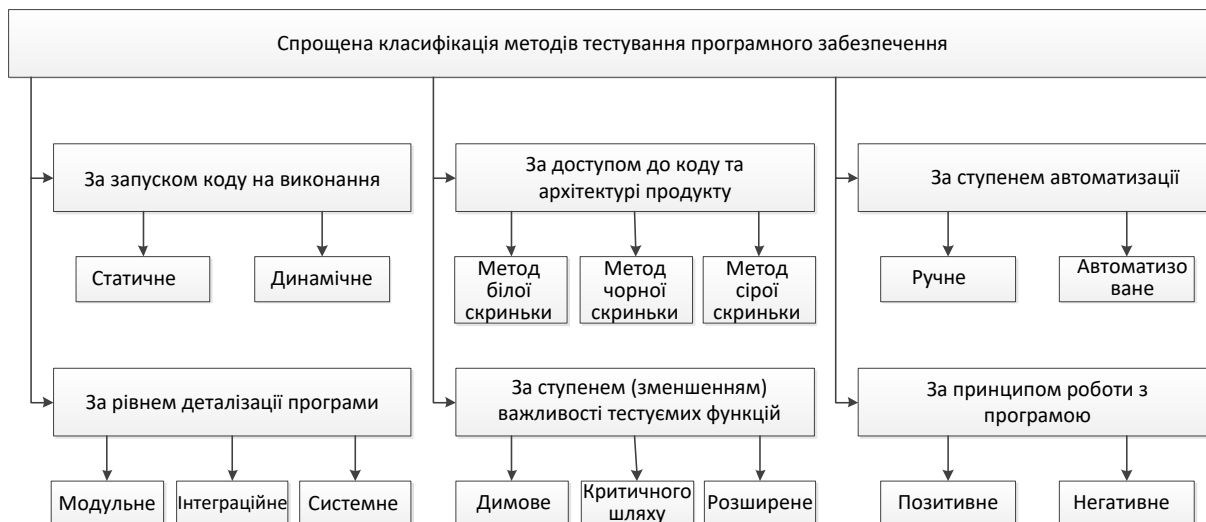 Спрощена класифікація методів тестування програмного забезпечення
За запуском коду на виконання
За доступом до коду та
архітектурі продукту
За ступенем автоматизації
Статичне
Динамічне
Метод
білої
скриньки
Метод
чорної
скриньки
Метод
сірої
скриньки
Ручне
Автоматизо
ване
За рівнем деталізації програми
За ступенем (зменшенням)
важливості тестуємих функцій
За принципом роботи з
програмою
Модульне
Інтеграційне
Системне
Димове
Критичного
шляху
Розширене
Позитивне
Негативне